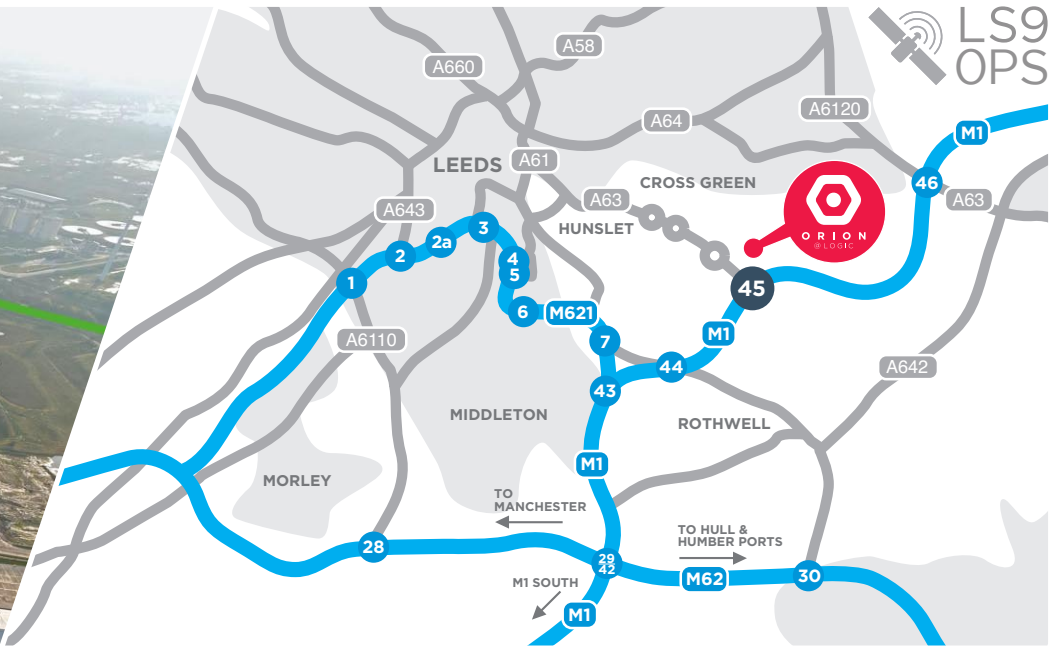 LS9
OPS
A58
A660
A6120
A64
M1
A61
LEEDS
CROSS GREEN
46
A63
A63
A643
HUNSLET
ORION
@LOGIC
3
2a
2
4
5
1
45
6
M621
M1
A6110
7
44
A642
43
MIDDLETON
ROTHWELL
M1
MORLEY
TO
MANCHESTER
TO HULL &
HUMBER PORTS
28
29
42
M62
30
M1 SOUTH
M1